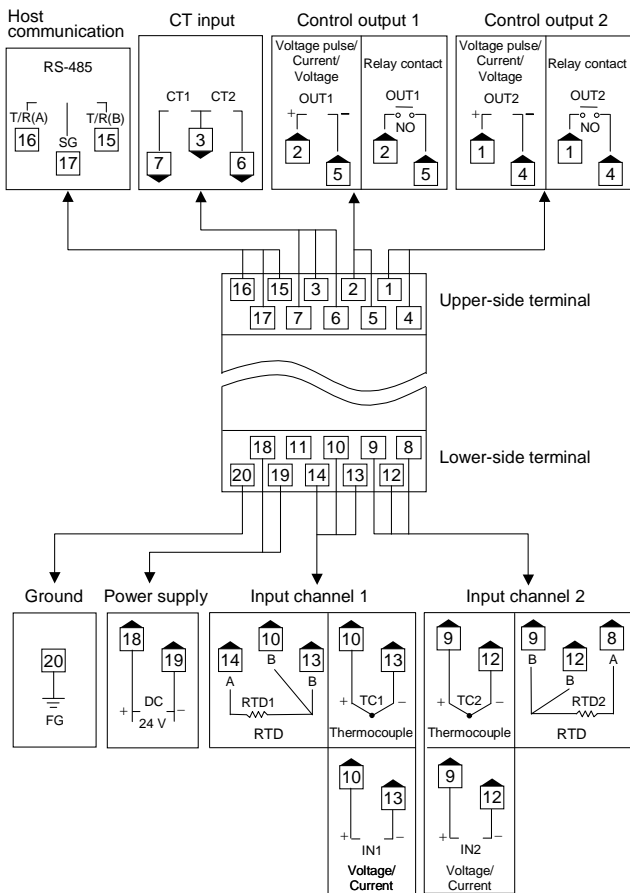 Host communication
CT input
Control output 1
Control output 2
RS-485
T/R(A)
SG
T/R(B)
16
17
15
CT1
CT2
7
3
6
Voltage pulse/
Current/
Voltage
+
OUT1
−
2
5
Relay contact
OUT1
NO
2
5
Voltage pulse/
Current/
Voltage
+
OUT2
−
1
4
Relay contact
OUT2
NO
1
4
16
15
3
2
1
17
7
6
5
4
Upper-side terminal
18
11
10
9
8
20
19
14
13
12
Lower-side terminal
Ground
Power supply
Input channel 1
Input channel 2
20
FG
18
19
+
DC
−
24 V
14
10
13
A
B
B
RTD1
RTD
10
13
+
TC1
−
Thermocouple
9
12
+
TC2
−
Thermocouple
9
12
8
B
B
A
RTD2
RTD
10
13
+
−
IN1
Voltage/
Current
9
12
+
−
IN2
Voltage/
Current